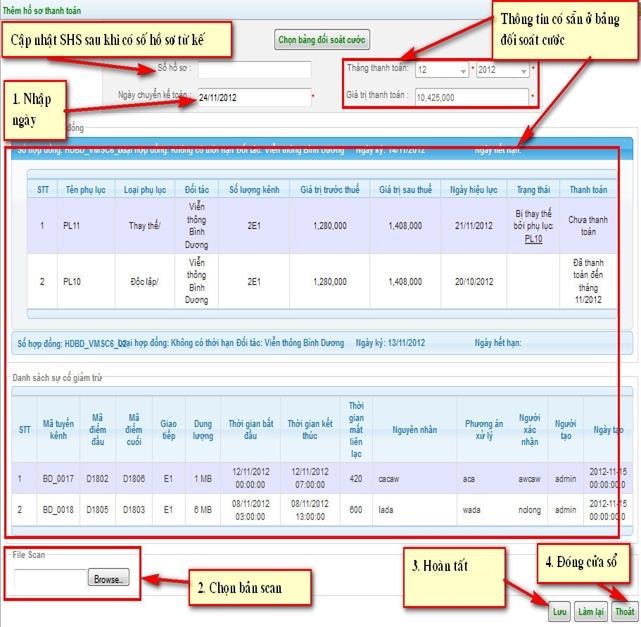 Thêm hồ sơ thanh toán
Cập nhật SHS sau khi có số hồ sơ từ kế
Chọn bảng đối soát cước
Thông tin có sẵn ở bảng đối soát cước
Số hồ sơ :
Tháng thanh toán: 12 * 2012 *
1. Nhập ngày
Ngày chuyển kế toán : 24/11/2012 *
Giá trị thanh toán : 10,425,000 *
đồng
Số hợp đồng: HDBD_VMSC6_ hợp đồng: Không có thời hạn Đối tác: Viễn thông Bình Dương Ngày ký: 14/11/2012 Ngày hết hạn:
STT Tên phụ lục Loại phụ lục Đối tác Số lượng kênh Giá trị trước thuế Giá trị sau thuế Ngày hiệu lực Trạng thái Thanh toán
1 PL11 Thay thế/ Viễn thông Bình Dương 2E1 1,280,000 1,408,000 21/11/2012 Bị thay thế bởi phụ lục: PL10 Chưa thanh toán
2 PL10 Độc lập/ Viễn thông Bình Dương 2E1 1,280,000 1,408,000 20/10/2012 Đã thanh toán đến tháng 11/2012
Số hợp đồng: HDBD_VMSC6_ hợp đồng: Không có thời hạn Đối tác: Viễn thông Bình Dương Ngày ký: 13/11/2012 Ngày hết hạn:
Danh sách sự cố giảm trừ
STT Mã tuyến kênh Mã điểm đầu Mã điểm cuối Giao tiếp Dung lượng Thời gian bắt đầu Thời gian kết thúc Thời gian mất liên lạc Nguyên nhân Phương án xử lý Người xác nhận Người tạo Ngày tạo
1 BD_0017 D1802 D1806 E1 1 MB 12/11/2012 00:00:00 12/11/2012 07:00:00 420 cacaw aca awcaw admin 2012-11-15 00:00:00.0
2 BD_0018 D1805 D1803 E1 6 MB 08/11/2012 03:00:00 08/11/2012 13:00:00 600 lada wada nclong admin 2012-11-15 00:00:00.0
File Scan
Browse..
2. Chọn bản scan
3. Hoàn tất
4. Đóng cửa sổ
Lưu Làm lại Thoát